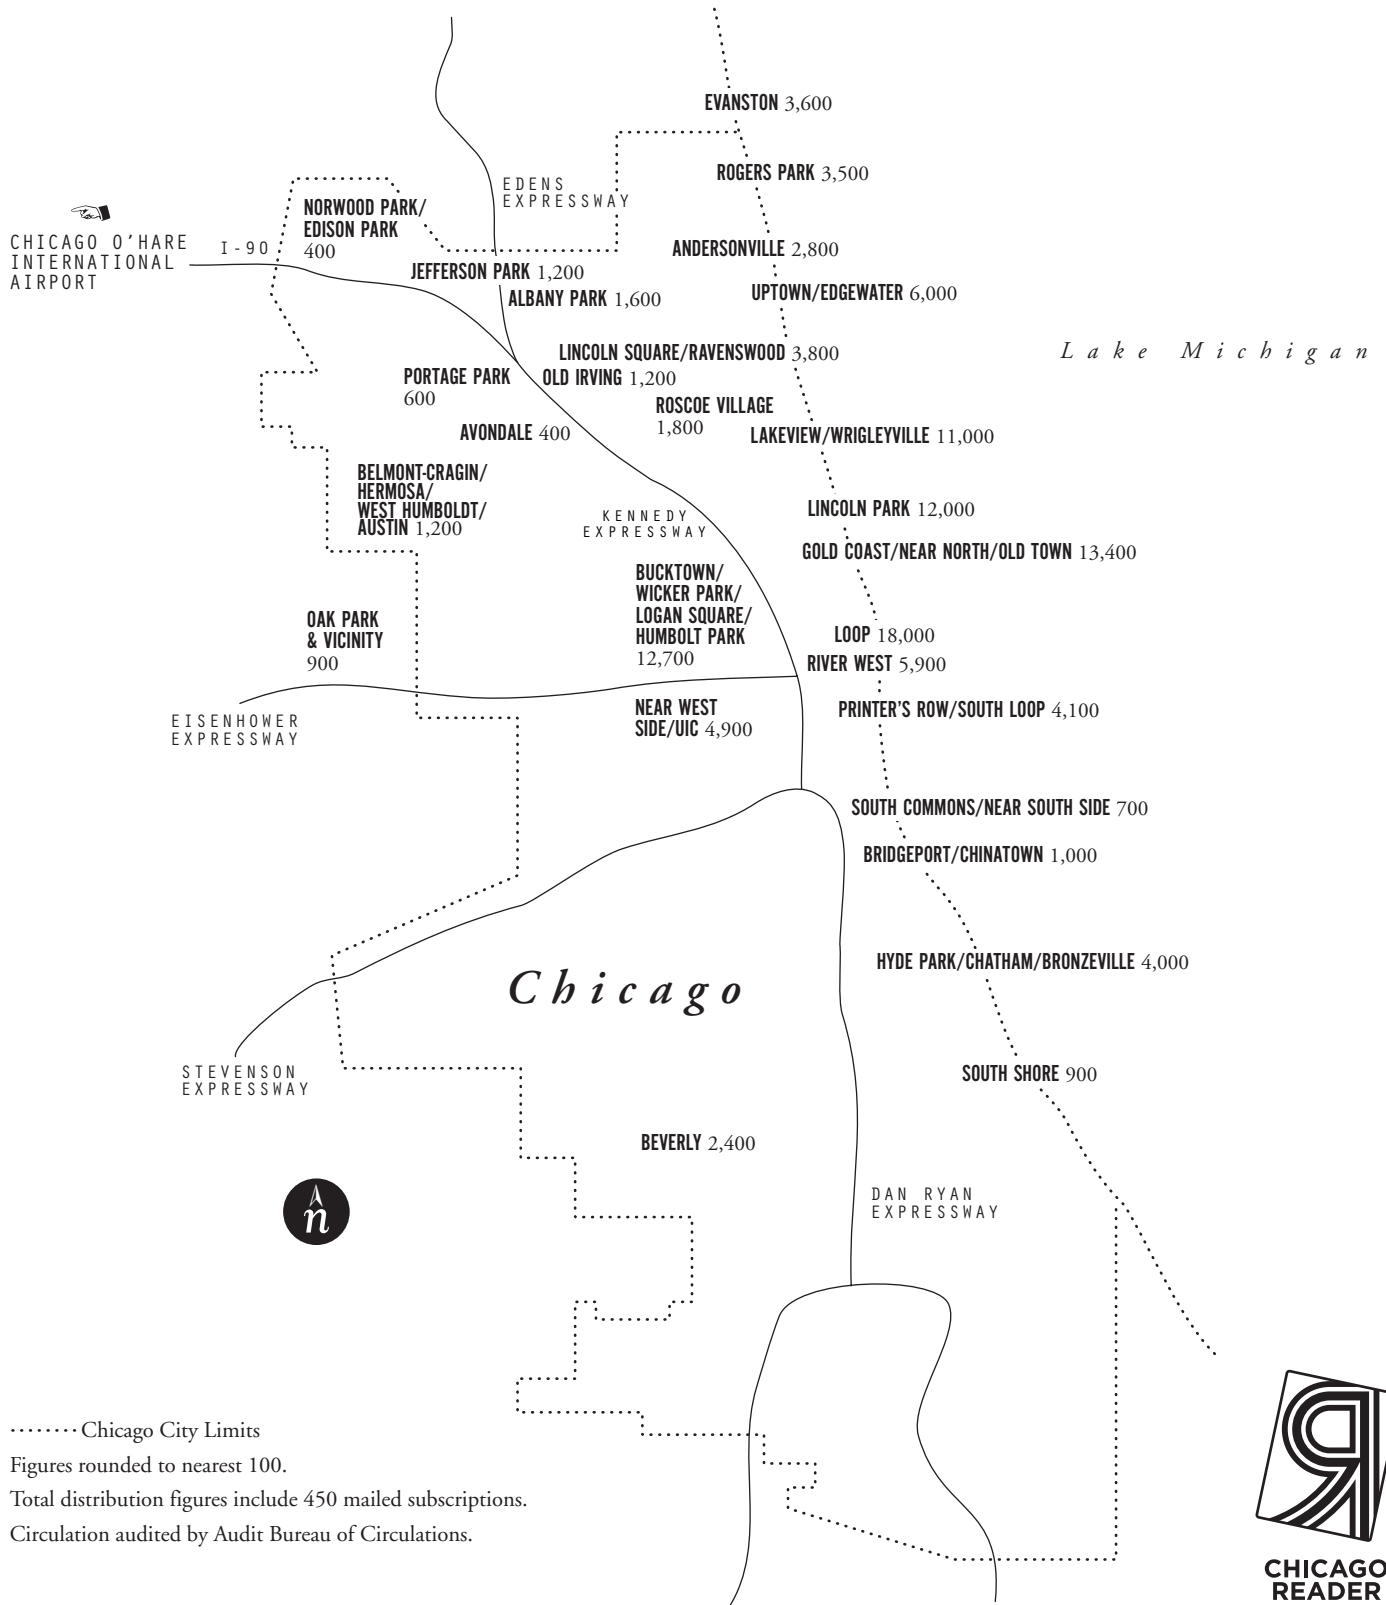 EVANSTON 3,600
ROGERS PARK 3,500
EDENS
EXPRESSWAY
NORWOOD PARK/
EDISON PARK
400
CHICAGO O'HARE
INTERNATIONAL
AIRPORT
I-90
ANDERSONVILLE 2,800
JEFFERSON PARK 1,200
ALBANY PARK 1,600
UPTOWN/EDGEWATER 6,000
LINCOLN SQUARE/RAVENSWOOD 3,800
Lake Michigan
PORTAGE PARK
600
OLD IRVING 1,200
ROSCOE VILLAGE
1,800
AVONDALE 400
LAKEVIEW/WRIGLEYVILLE 11,000
BELMONT-CRAGIN/
HERMOSA/
WEST HUMBOLDT/
AUSTIN 1,200
KENNEDY
EXPRESSWAY
LINCOLN PARK 12,000
GOLD COAST/NEAR NORTH/OLD TOWN 13,400
BUCKTOWN/
WICKER PARK/
LOGAN SQUARE/
HUMBOLT PARK
12,700
OAK PARK
& VICINITY
900
LOOP 18,000
RIVER WEST 5,900
EISENHOWER
EXPRESSWAY
NEAR WEST
SIDE/UIC 4,900
PRINTER'S ROW/SOUTH LOOP 4,100
SOUTH COMMONS/NEAR SOUTH SIDE 700
BRIDGEPORT/CHINATOWN 1,000
HYDE PARK/CHATHAM/BRONZEVILLE 4,000
Chicago
STEVENSON
EXPRESSWAY
SOUTH SHORE 900
BEVERLY 2,400
n
DAN RYAN
EXPRESSWAY
Chicago City Limits
Figures rounded to nearest 100.
Total distribution figures include 450 mailed subscriptions.
Circulation audited by Audit Bureau of Circulations.
CHICAGO
READER